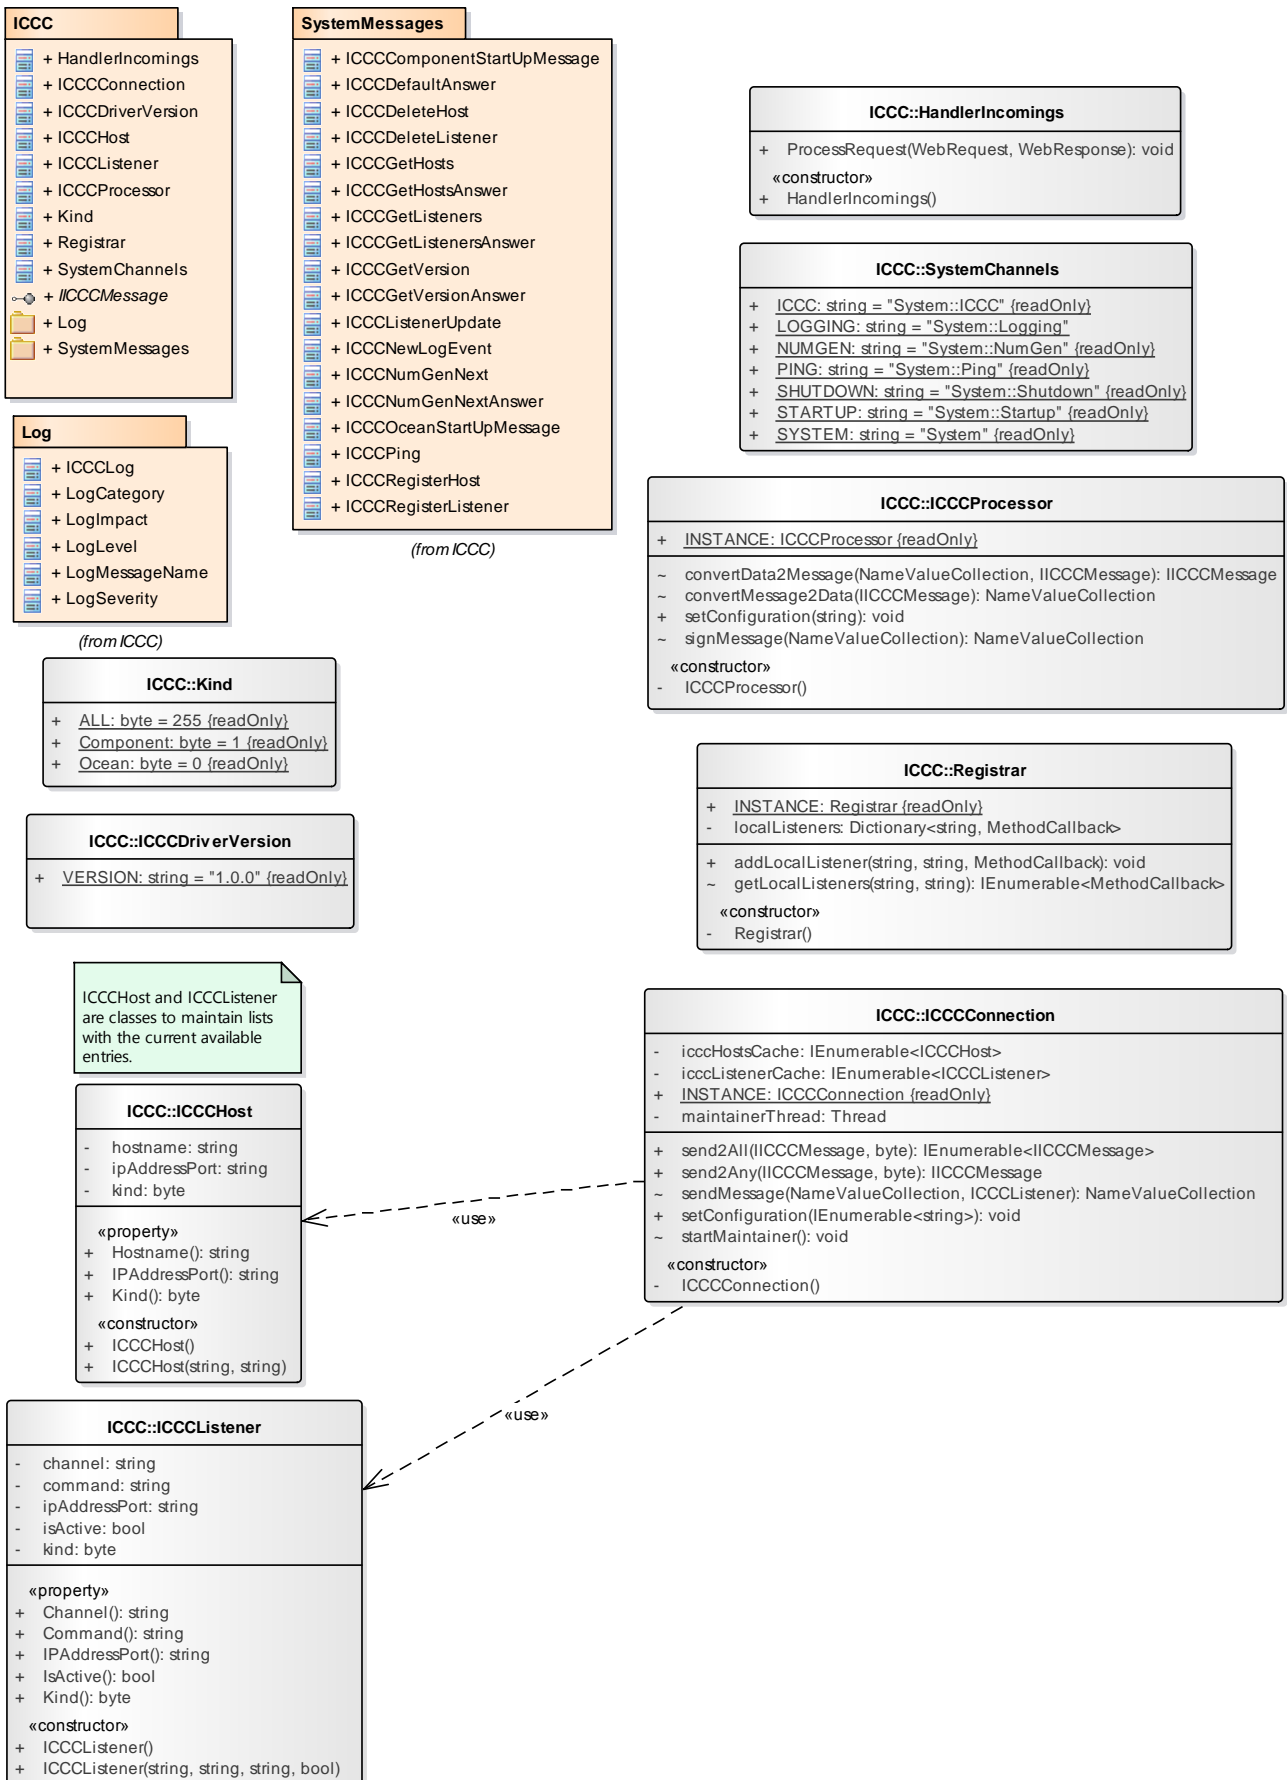 ICCC
+ HandlerIncomings
+ ICCCConnection
+ ICCCDriverVersion
+ ICCCHost
+ ICCCListener
+ ICCCProcessor
+ Kind
+ Registrar
+ SystemChannels
+ IICCCMessage
+ Log
+ SystemMessages
Log
+ ICCCLog
+ LogCategory
+ LogImpact
+ LogLevel
+ LogMessageName
+ LogSeverity
(from ICCC)
SystemMessages
+ ICCCComponentStartUpMessage
+ ICCCDefaultAnswer
+ ICCCDeleteHost
+ ICCCDeleteListener
+ ICCCGetHosts
+ ICCCGetHostsAnswer
+ ICCCGetListeners
+ ICCCGetListenersAnswer
+ ICCCGetVersion
+ ICCCGetVersionAnswer
+ ICCCListenerUpdate
+ ICCCNewLogEvent
+ ICCCNumGenNext
+ ICCCNumGenNextAnswer
+ ICCCOceanStartUpMessage
+ ICCCPing
+ ICCCRegisterHost
+ ICCCRegisterListener
(from ICCC)
ICCC::Kind
+ ALL: byte = 255 {readOnly}
+ Component: byte = 1 {readOnly}
+ Ocean: byte = 0 {readOnly}
ICCC::ICCCDriverVersion
+ VERSION: string = "1.0.0" {readOnly}
ICCCHost and ICCCListener
are classes to maintain lists
with the current available
entries.
ICCC::ICCCHost
- hostname: string
- ipAddressPort: string
- kind: byte
«property»
+ Hostname(): string
+ IPAddressPort(): string
+ Kind(): byte
«constructor»
+ ICCCHost()
+ ICCCHost(string, string)
ICCC::ICCCListener
- channel: string
- command: string
- ipAddressPort: string
- isActive: bool
- kind: byte
«property»
+ Channel(): string
+ Command(): string
+ IPAddressPort(): string
+ IsActive(): bool
+ Kind(): byte
«constructor»
+ ICCCListener()
+ ICCCListener(string, string, string, bool)
ICCC::HandlerIncomings
+ ProcessRequest(WebRequest, WebResponse): void
«constructor»
+ HandlerIncomings()
ICCC::SystemChannels
+ ICCC: string = "System::ICCC" {readOnly}
+ LOGGING: string = "System::Logging"
+ NUMGEN: string = "System::NumGen" {readOnly}
+ PING: string = "System::Ping" {readOnly}
+ SHUTDOWN: string = "System::Shutdown" {readOnly}
+ STARTUP: string = "System::Startup" {readOnly}
+ SYSTEM: string = "System" {readOnly}
ICCC::ICCCProcessor
+ INSTANCE: ICCCProcessor {readOnly}
~ convertData2Message(NameValueCollection, IICCCMessage): IICCCMessage
~ convertMessage2Data(IICCCMessage): NameValueCollection
+ setConfiguration(string): void
~ signMessage(NameValueCollection): NameValueCollection
«constructor»
- ICCCProcessor()
ICCC::Registrar
+ INSTANCE: Registrar {readOnly}
- localListeners: Dictionary<string, MethodCallback>
+ addLocalListener(string, string, MethodCallback): void
~ getLocalListeners(string, string): IEnumerable<MethodCallback>
«constructor»
- Registrar()
ICCC::ICCCConnection
- icccHostsCache: IEnumerable<ICCCHost>
- icccListenerCache: IEnumerable<ICCCListener>
+ INSTANCE: ICCCConnection {readOnly}
- maintainerThread: Thread
+ send2All(IICCCMessage, byte): IEnumerable<IICCCMessage>
+ send2Any(IICCCMessage, byte): IICCCMessage
~ sendMessage(NameValueCollection, ICCCListener): NameValueCollection
+ setConfiguration(IEnumerable<string>): void
~ startMaintainer(): void
«constructor»
- ICCCConnection()
«use»
«use»